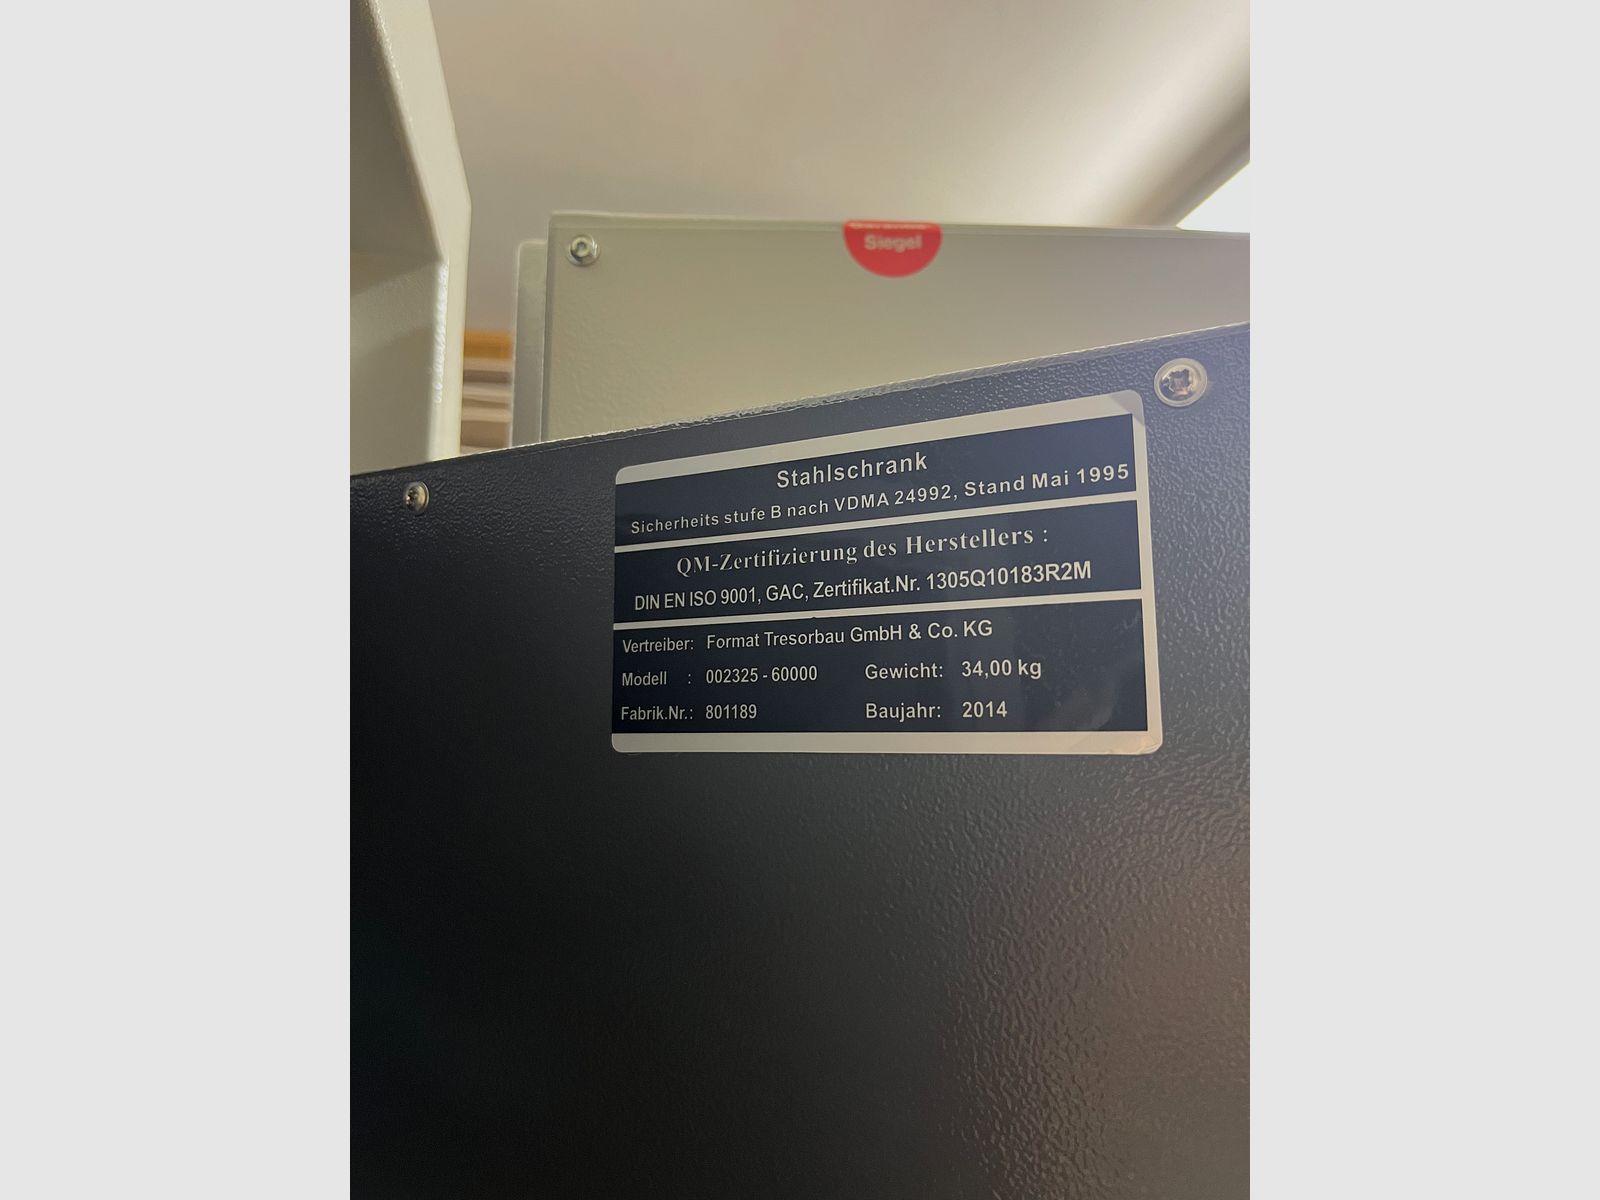 Siegel
Stahlschrank
Sicherheits stufe B nach VDMA 24992, Stand Mai 1995
QM-Zertifizierung des Herstellers :
DIN EN ISO 9001, GAC, Zertifikat.Nr. 1305Q10183R2M
Vertreiber: Format Tresorbau GmbH & Co. KG
Modell : 002325 - 60000 Gewicht: 34,00 kg
Fabrik.Nr.: 801189 Baujahr: 2014